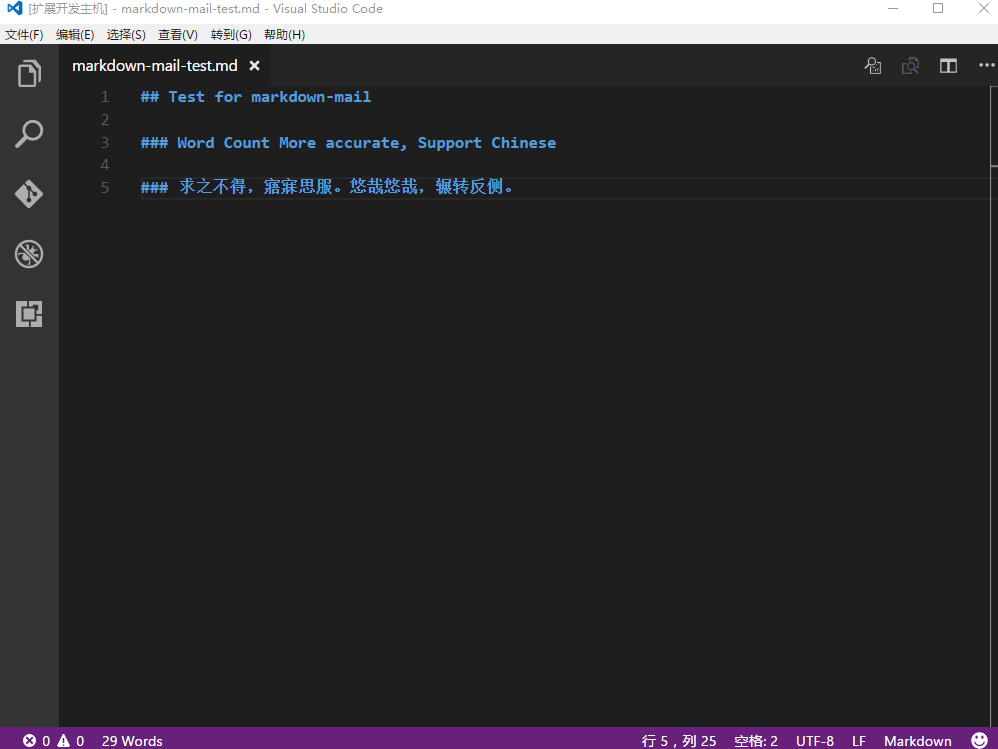 [扩展开发主机] - markdown-mail-test.md - Visual Studio Code
文件(F) 编辑(E) 选择(S) 查看(V) 转到(G) 帮助(H)
markdown-mail-test.md
1 ## Test for markdown-mail
2
3 ### Word Count More accurate, Support Chinese
4
5 ### 求之不得，寤寐思服。悠哉悠哉，辗转反侧。
0 0 29 Words 行 5，列 25 空格: 2 UTF-8 LF Markdown